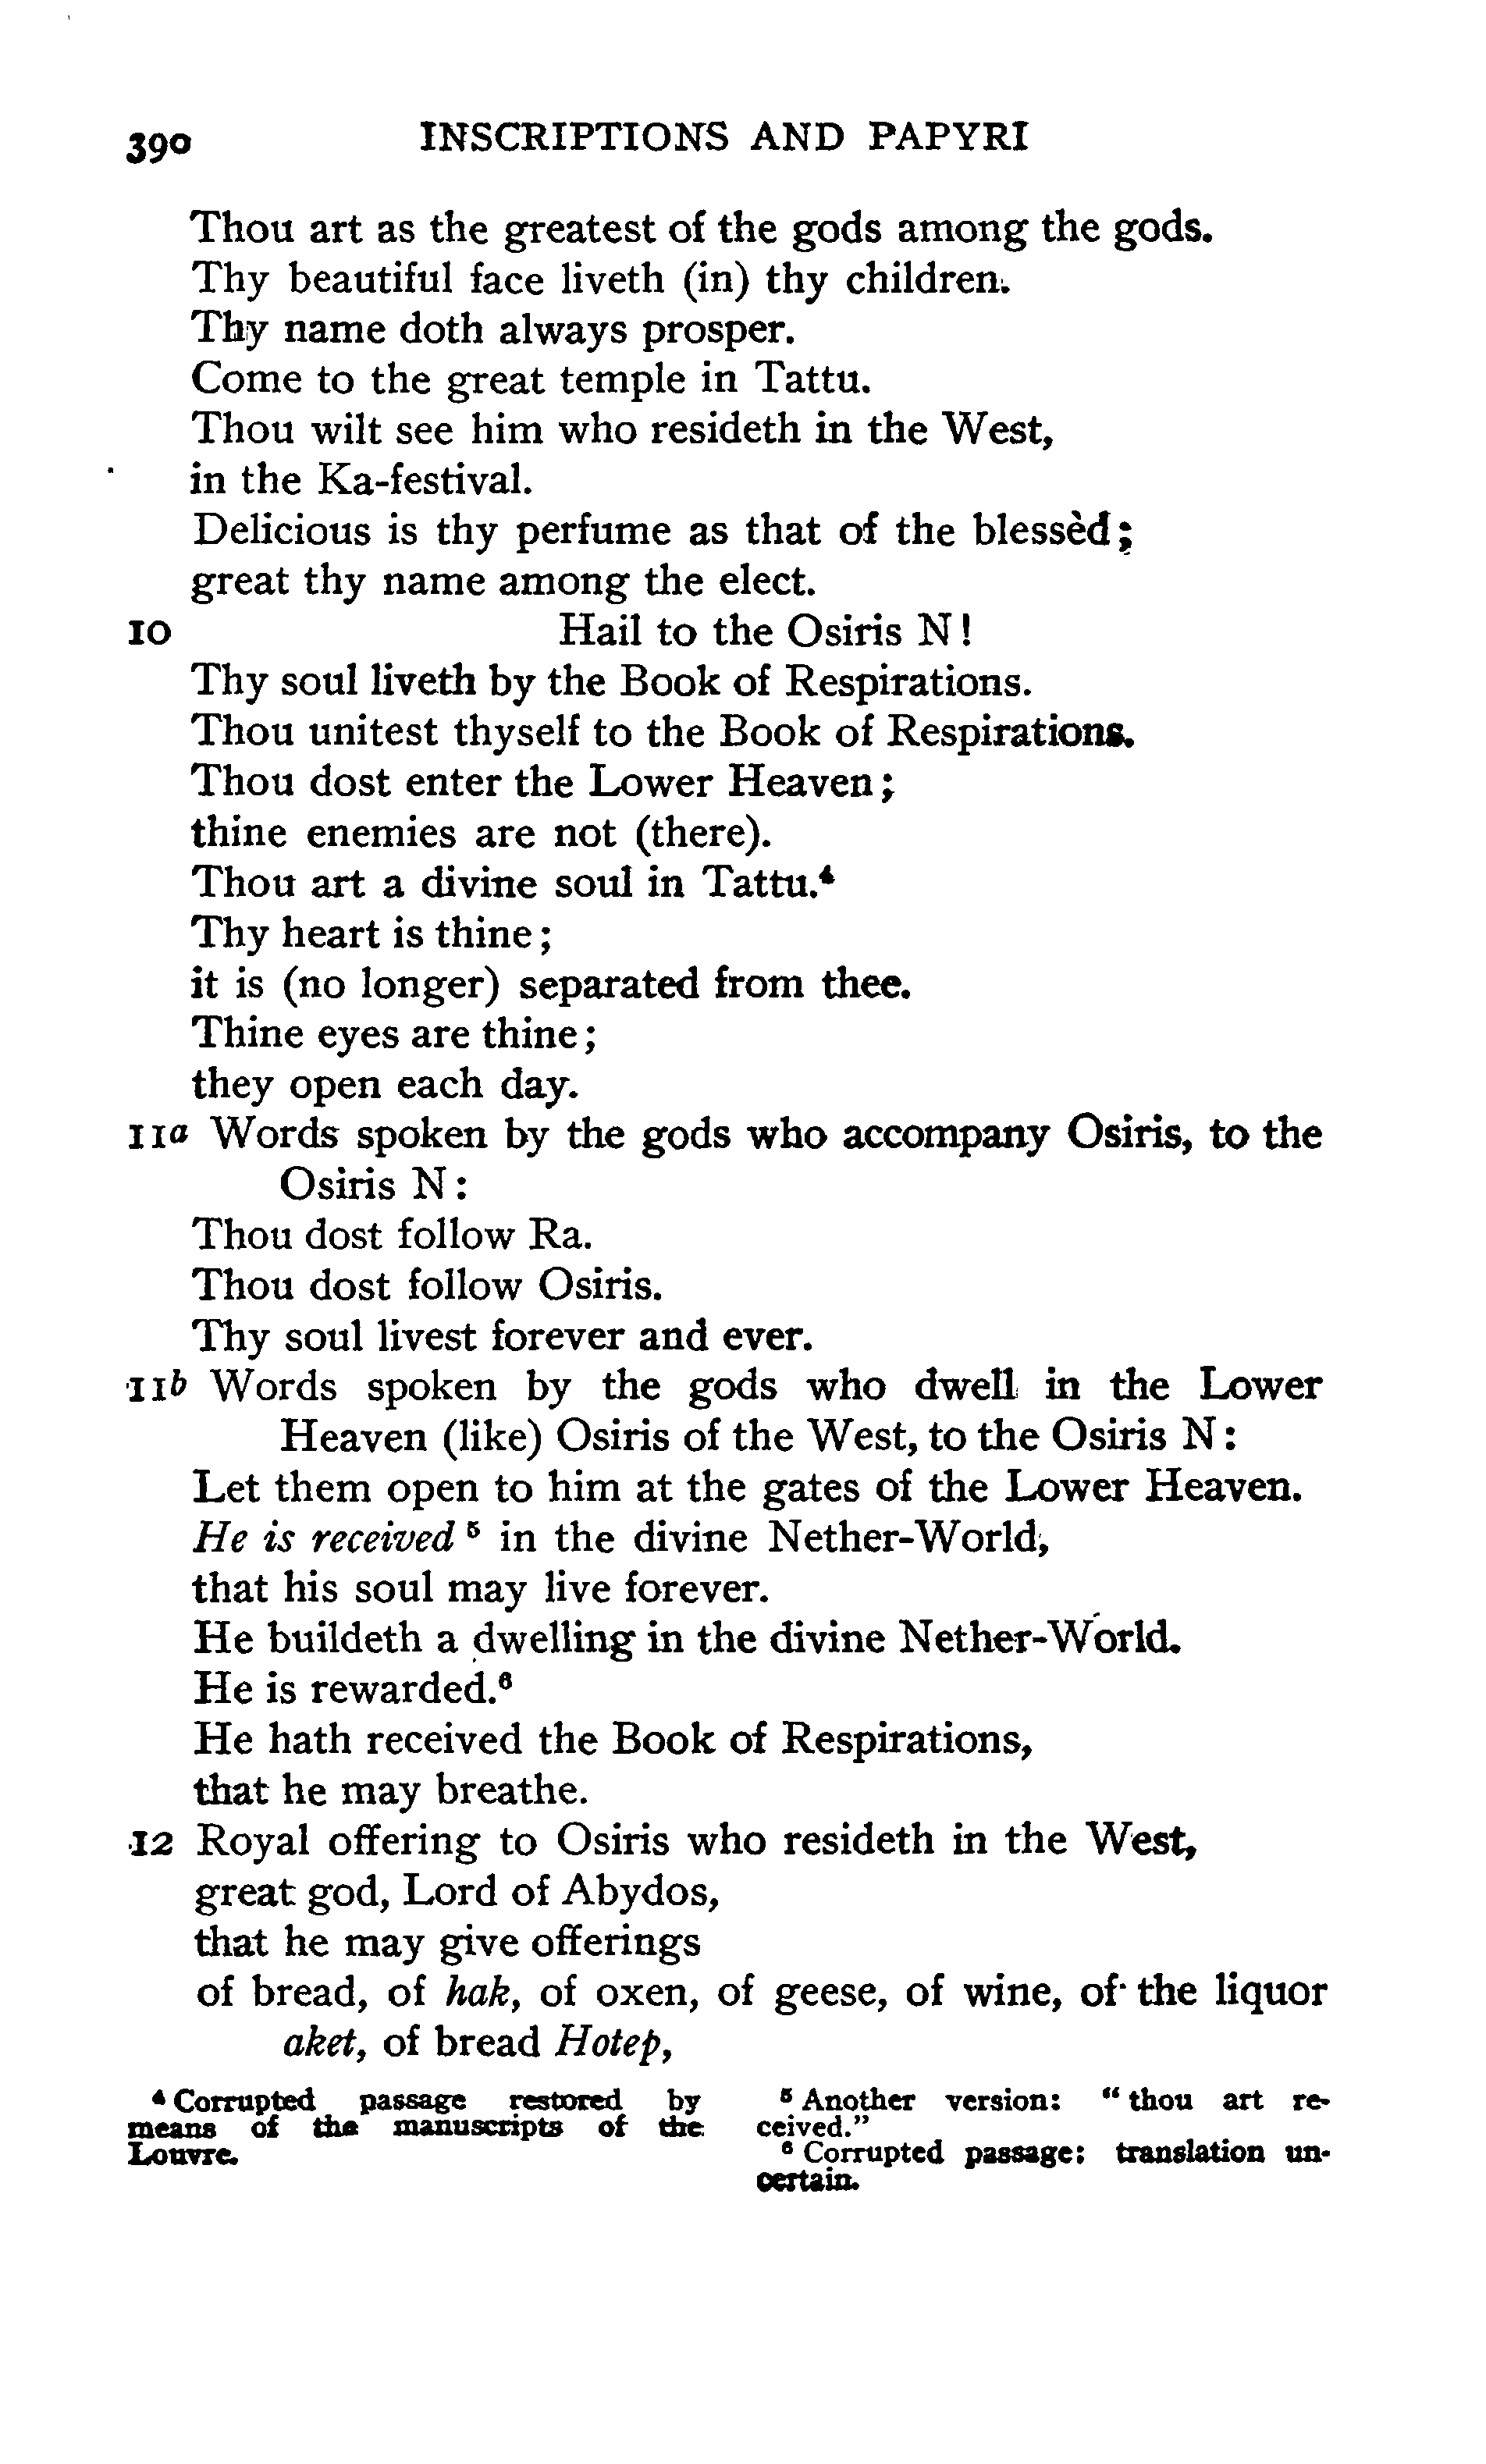 390 INSCRIPTIONS AND PAPYRI
Thou art as the greatest of the gods among the gods.
Thy beautiful face liveth (in) thy children.
Thy name doth always prosper.
Come to the great temple in Tattu.
Thou wilt see him who resideth in the West,
in the Ka-festival.
Delicious is thy perfume as that of the blessèd;
great thy name among the elect.
10 Hail to the Osiris N!
Thy soul liveth by the Book of Respirations.
Thou unitest thyself to the Book of Respirations.
Thou dost enter the Lower Heaven;
thine enemies are not (there).
Thou art a divine soul in Tattu.⁴
Thy heart is thine;
it is (no longer) separated from thee.
Thine eyes are thine;
they open each day.
11a Words spoken by the gods who accompany Osiris, to the
Osiris N:
Thou dost follow Ra.
Thou dost follow Osiris.
Thy soul livest forever and ever.
11b Words spoken by the gods who dwell in the Lower
Heaven (like) Osiris of the West, to the Osiris N:
Let them open to him at the gates of the Lower Heaven.
He is received⁵ in the divine Nether-World,
that his soul may live forever.
He buildeth a dwelling in the divine Nether-World.
He is rewarded.⁶
He hath received the Book of Respirations,
that he may breathe.
12 Royal offering to Osiris who resideth in the West,
great god, Lord of Abydos,
that he may give offerings
of bread, of hak, of oxen, of geese, of wine, of the liquor
aket, of bread Hotep,
⁴ Corrupted passage restored by
means of the manuscripts of the
Louvre.
⁵ Another version: "thou art re-
ceived."
⁶ Corrupted passage: translation un-
certain.